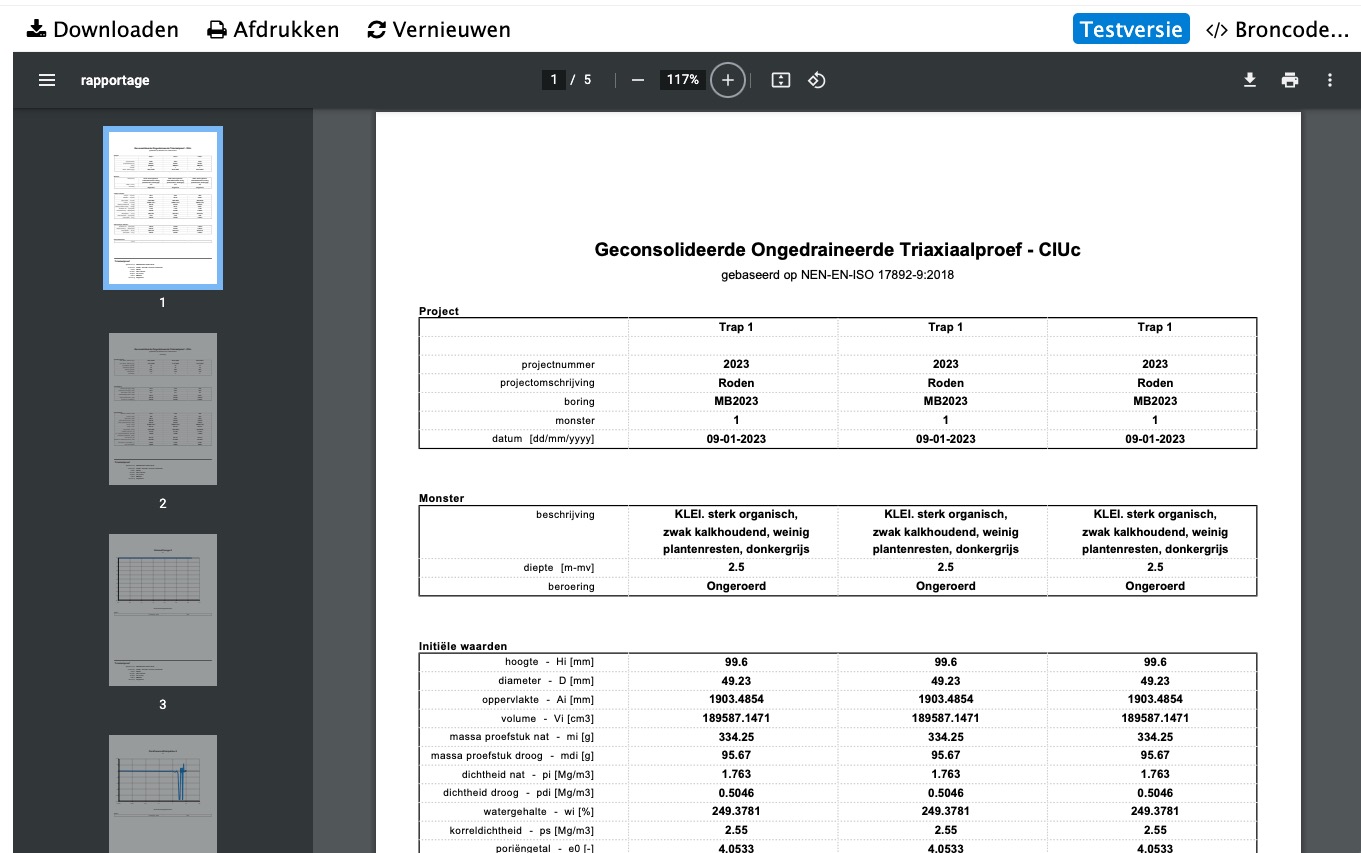 Downloaden Afdrukken Vernieuwen Testversie </> Broncode...
rapportage 1 / 5 117%
Geconsolideerde Ongedraineerde Triaxiaalproef - CIUc
gebaseerd op NEN-EN-ISO 17892-9:2018
Project
Trap 1 Trap 1 Trap 1
projectnummer 2023 2023 2023
projectomschrijving Roden Roden Roden
boring MB2023 MB2023 MB2023
monster 1 1 1
datum [dd/mm/yyyy] 09-01-2023 09-01-2023 09-01-2023
Monster
beschrijving KLEI. sterk organisch, KLEI. sterk organisch, KLEI. sterk organisch,
zwak kalkhoudend, weinig zwak kalkhoudend, weinig zwak kalkhoudend, weinig
plantenresten, donkergrijs plantenresten, donkergrijs plantenresten, donkergrijs
diepte [m-mv] 2.5 2.5 2.5
beroering Ongeroerd Ongeroerd Ongeroerd
Initiële waarden
hoogte - Hi [mm] 99.6 99.6 99.6
diameter - D [mm] 49.23 49.23 49.23
oppervlakte - Ai [mm] 1903.4854 1903.4854 1903.4854
volume - Vi [cm3] 189587.1471 189587.1471 189587.1471
massa proefstuk nat - mi [g] 334.25 334.25 334.25
massa proefstuk droog - mdi [g] 95.67 95.67 95.67
dichtheid nat - pi [Mg/m3] 1.763 1.763 1.763
dichtheid droog - pdi [Mg/m3] 0.5046 0.5046 0.5046
watergehalte - wi [%] 249.3781 249.3781 249.3781
korreldichtheid - ps [Mg/m3] 2.55 2.55 2.55
poriëngetal - e0 [-] 4.0533 4.0533 4.0533
1
2
3